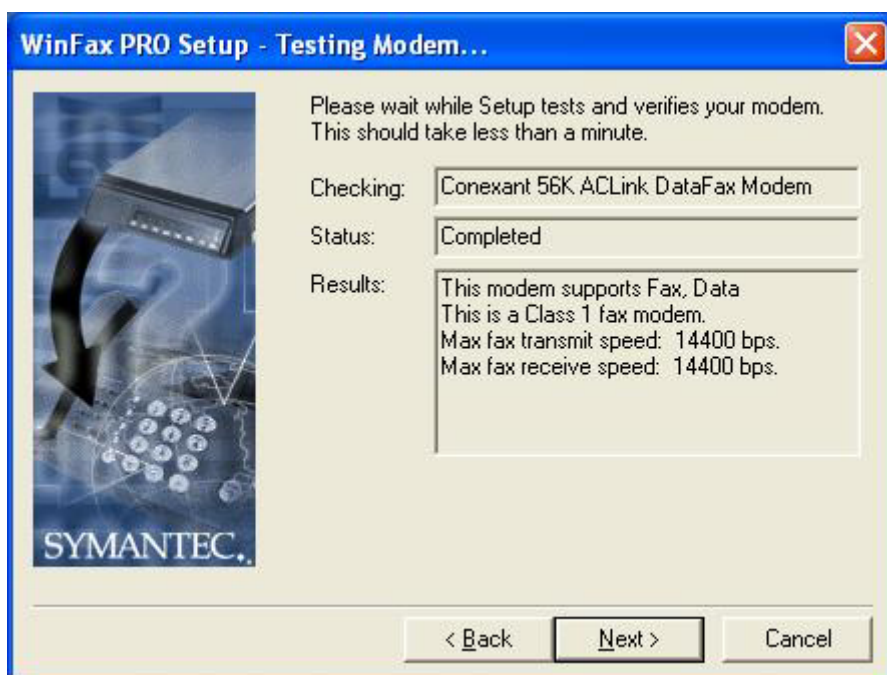 WinFax PRO Setup - Testing Modem...
Please wait while Setup tests and verifies your modem.
This should take less than a minute.
Checking: Conexant 56K ACLink DataFax Modem
Status: Completed
Results: This modem supports Fax, Data
This is a Class 1 fax modem.
Max fax transmit speed: 14400 bps.
Max fax receive speed: 14400 bps.
SYMANTEC.
< Back Next > Cancel